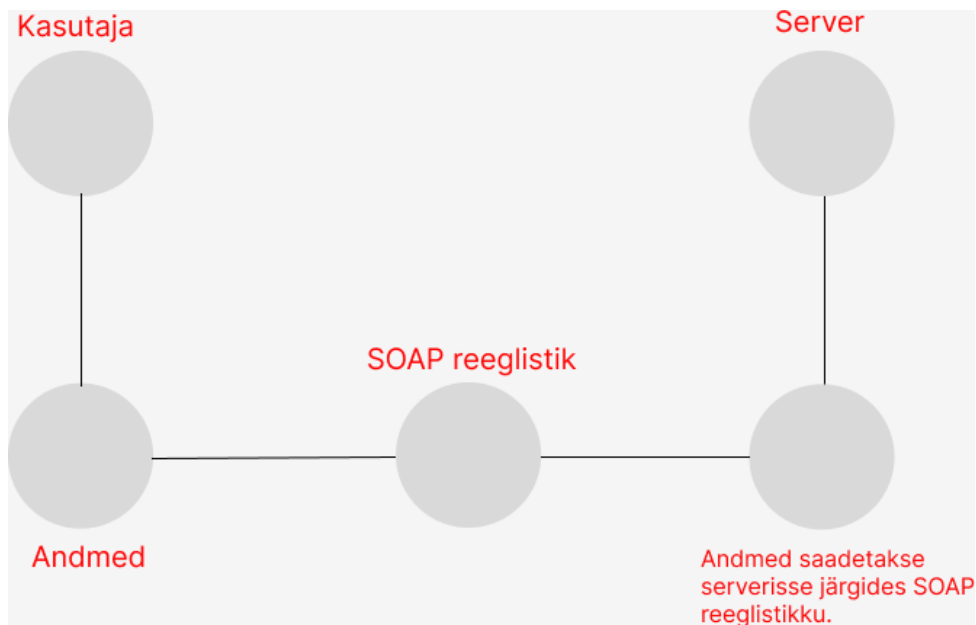 Kasutaja
Server
SOAP reeglistik
Andmed
Andmed saadetakse
serverisse järgides SOAP
reeglistikku.